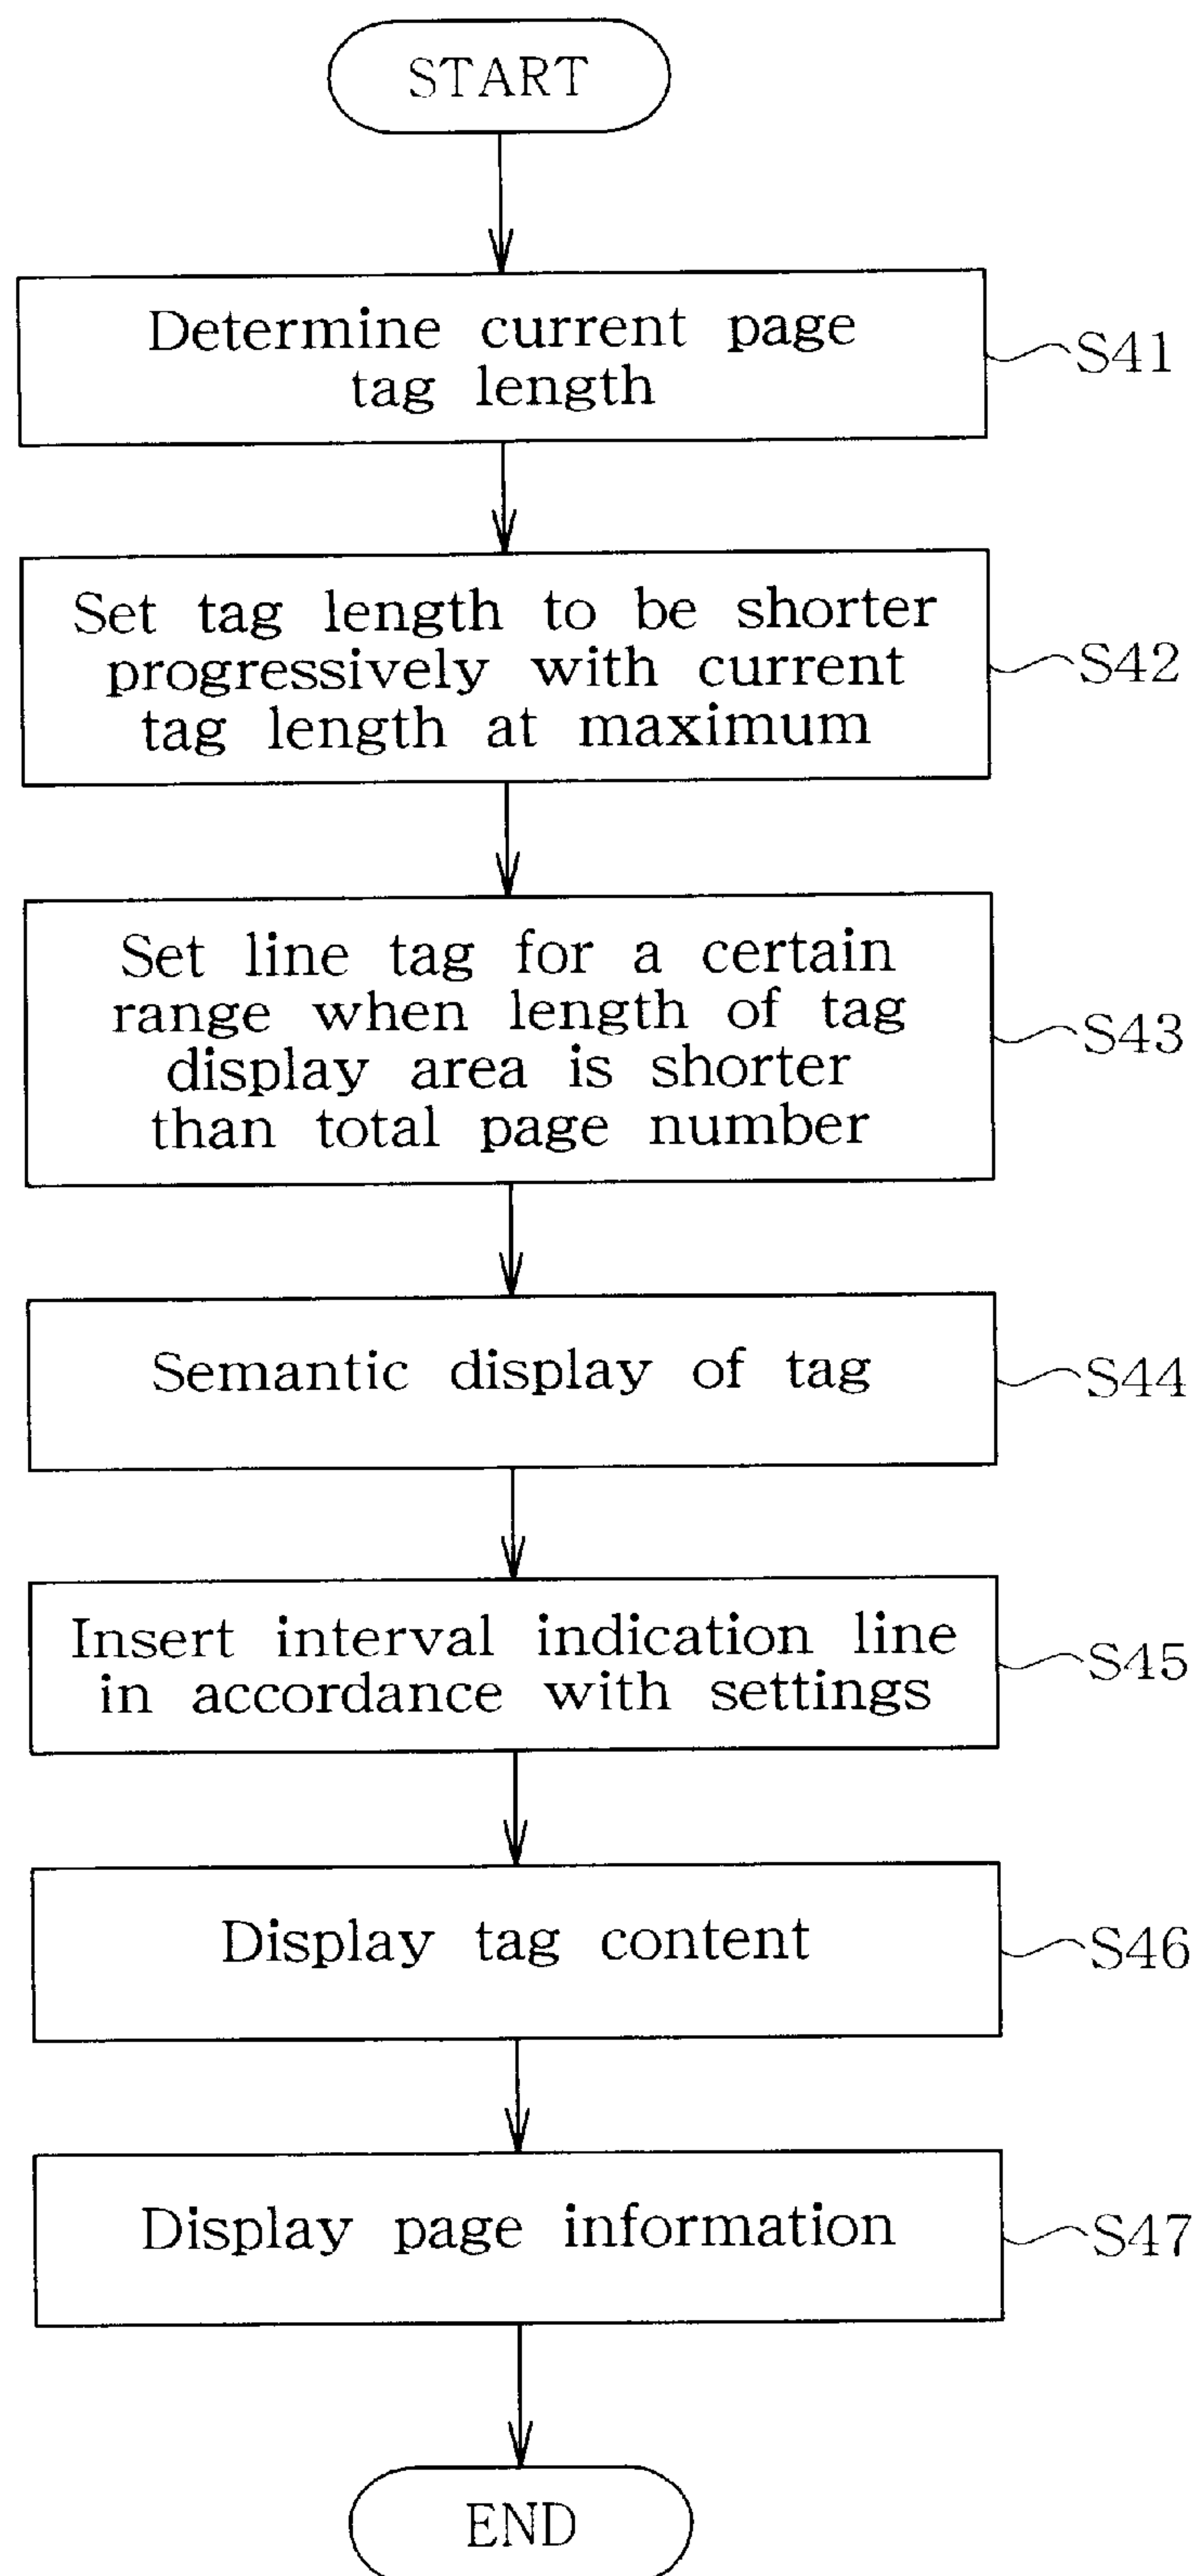 START
Determine current page
tag length
S41
Set tag length to be shorter
progressively with current
tag length at maximum
S42
Set line tag for a certain
range when length of tag
display area is shorter
than total page number
S43
Semantic display of tag
S44
Insert interval indication line
in accordance with settings
S45
Display tag content
S46
Display page information
S47
END